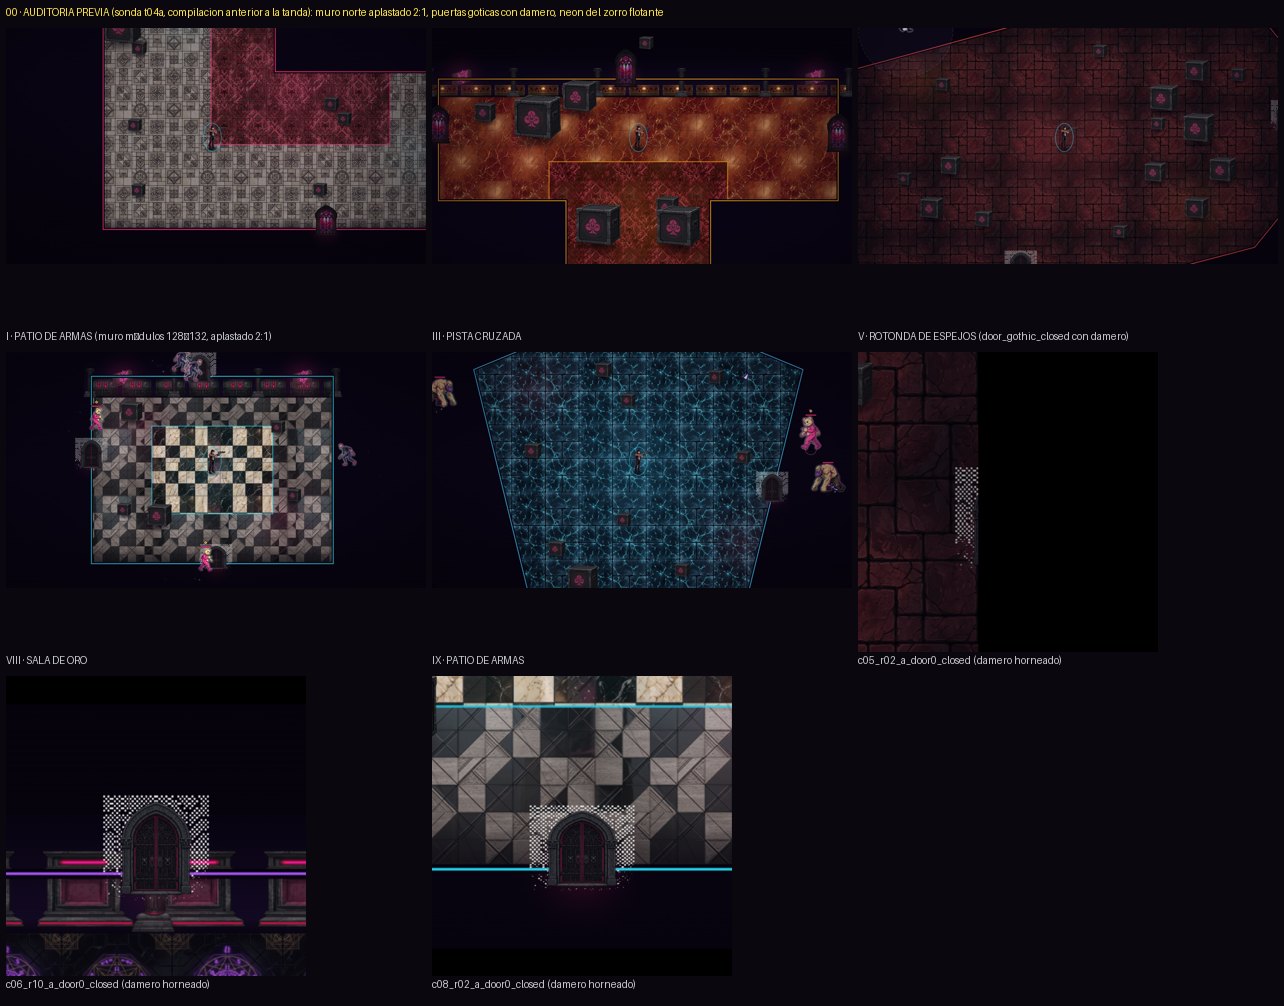 00 · AUDITORIA PREVIA (sonda t04a, compilacion anterior a la tanda): muro norte aplastado 2:1, puertas goticas con damero, neon del zorro flotante
I · PATIO DE ARMAS (muro m□dulos 128□132, aplastado 2:1)
III · PISTA CRUZADA
V · ROTONDA DE ESPEJOS (door_gothic_closed con damero)
VIII · SALA DE ORO
IX · PATIO DE ARMAS
c05_r02_a_door0_closed (damero horneado)
c06_r10_a_door0_closed (damero horneado)
c08_r02_a_door0_closed (damero horneado)